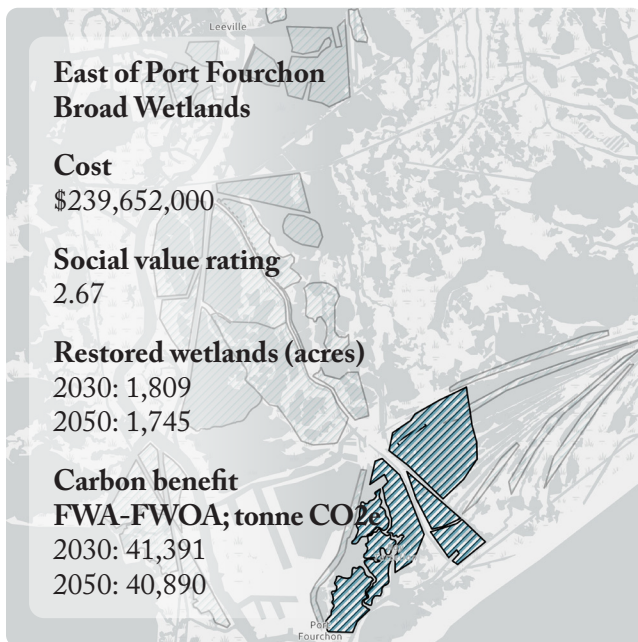 Leeville
East of Port Fourchon
Broad Wetlands
Cost
$239,652,000
Social value rating
2.67
Restored wetlands (acres)
2030: 1,809
2050: 1,745
Carbon benefit
FWA-FWOA; tonne CO2e
2030: 41,391
2050: 40,890
Port
Fourchon